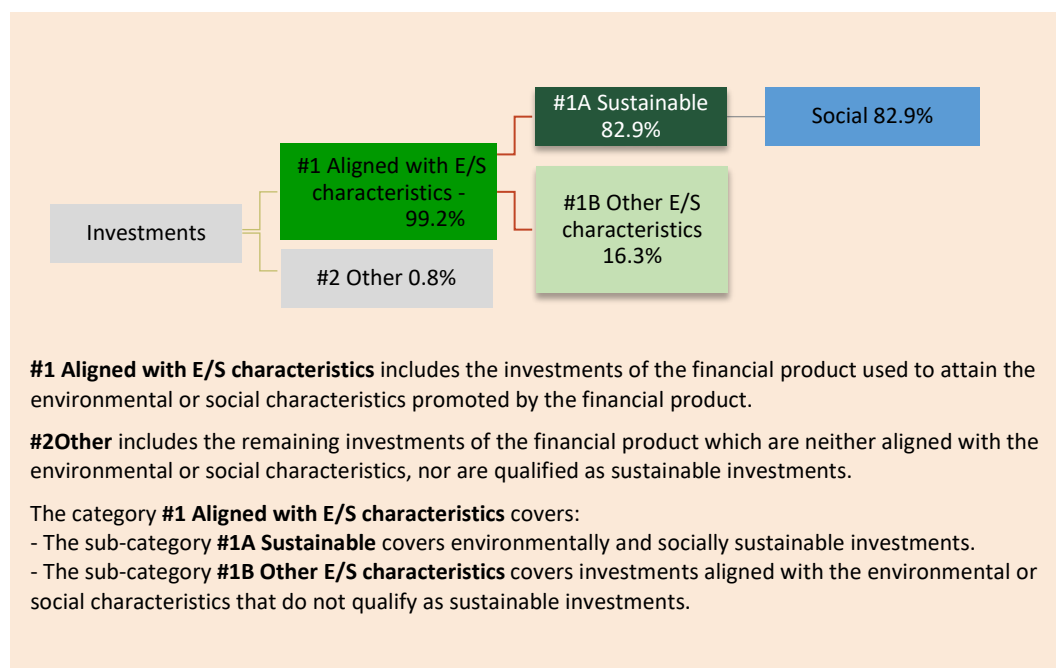 #1A Sustainable
82.9%
Social 82.9%
#1 Aligned with E/S
characteristics -
99.2%
#1B Other E/S
characteristics
16.3%
Investments
#2 Other 0.8%
#1 Aligned with E/S characteristics includes the investments of the financial product used to attain the
environmental or social characteristics promoted by the financial product.
#2Other includes the remaining investments of the financial product which are neither aligned with the
environmental or social characteristics, nor are qualified as sustainable investments.
The category #1 Aligned with E/S characteristics covers:
- The sub-category #1A Sustainable covers environmentally and socially sustainable investments.
- The sub-category #1B Other E/S characteristics covers investments aligned with the environmental or
social characteristics that do not qualify as sustainable investments.